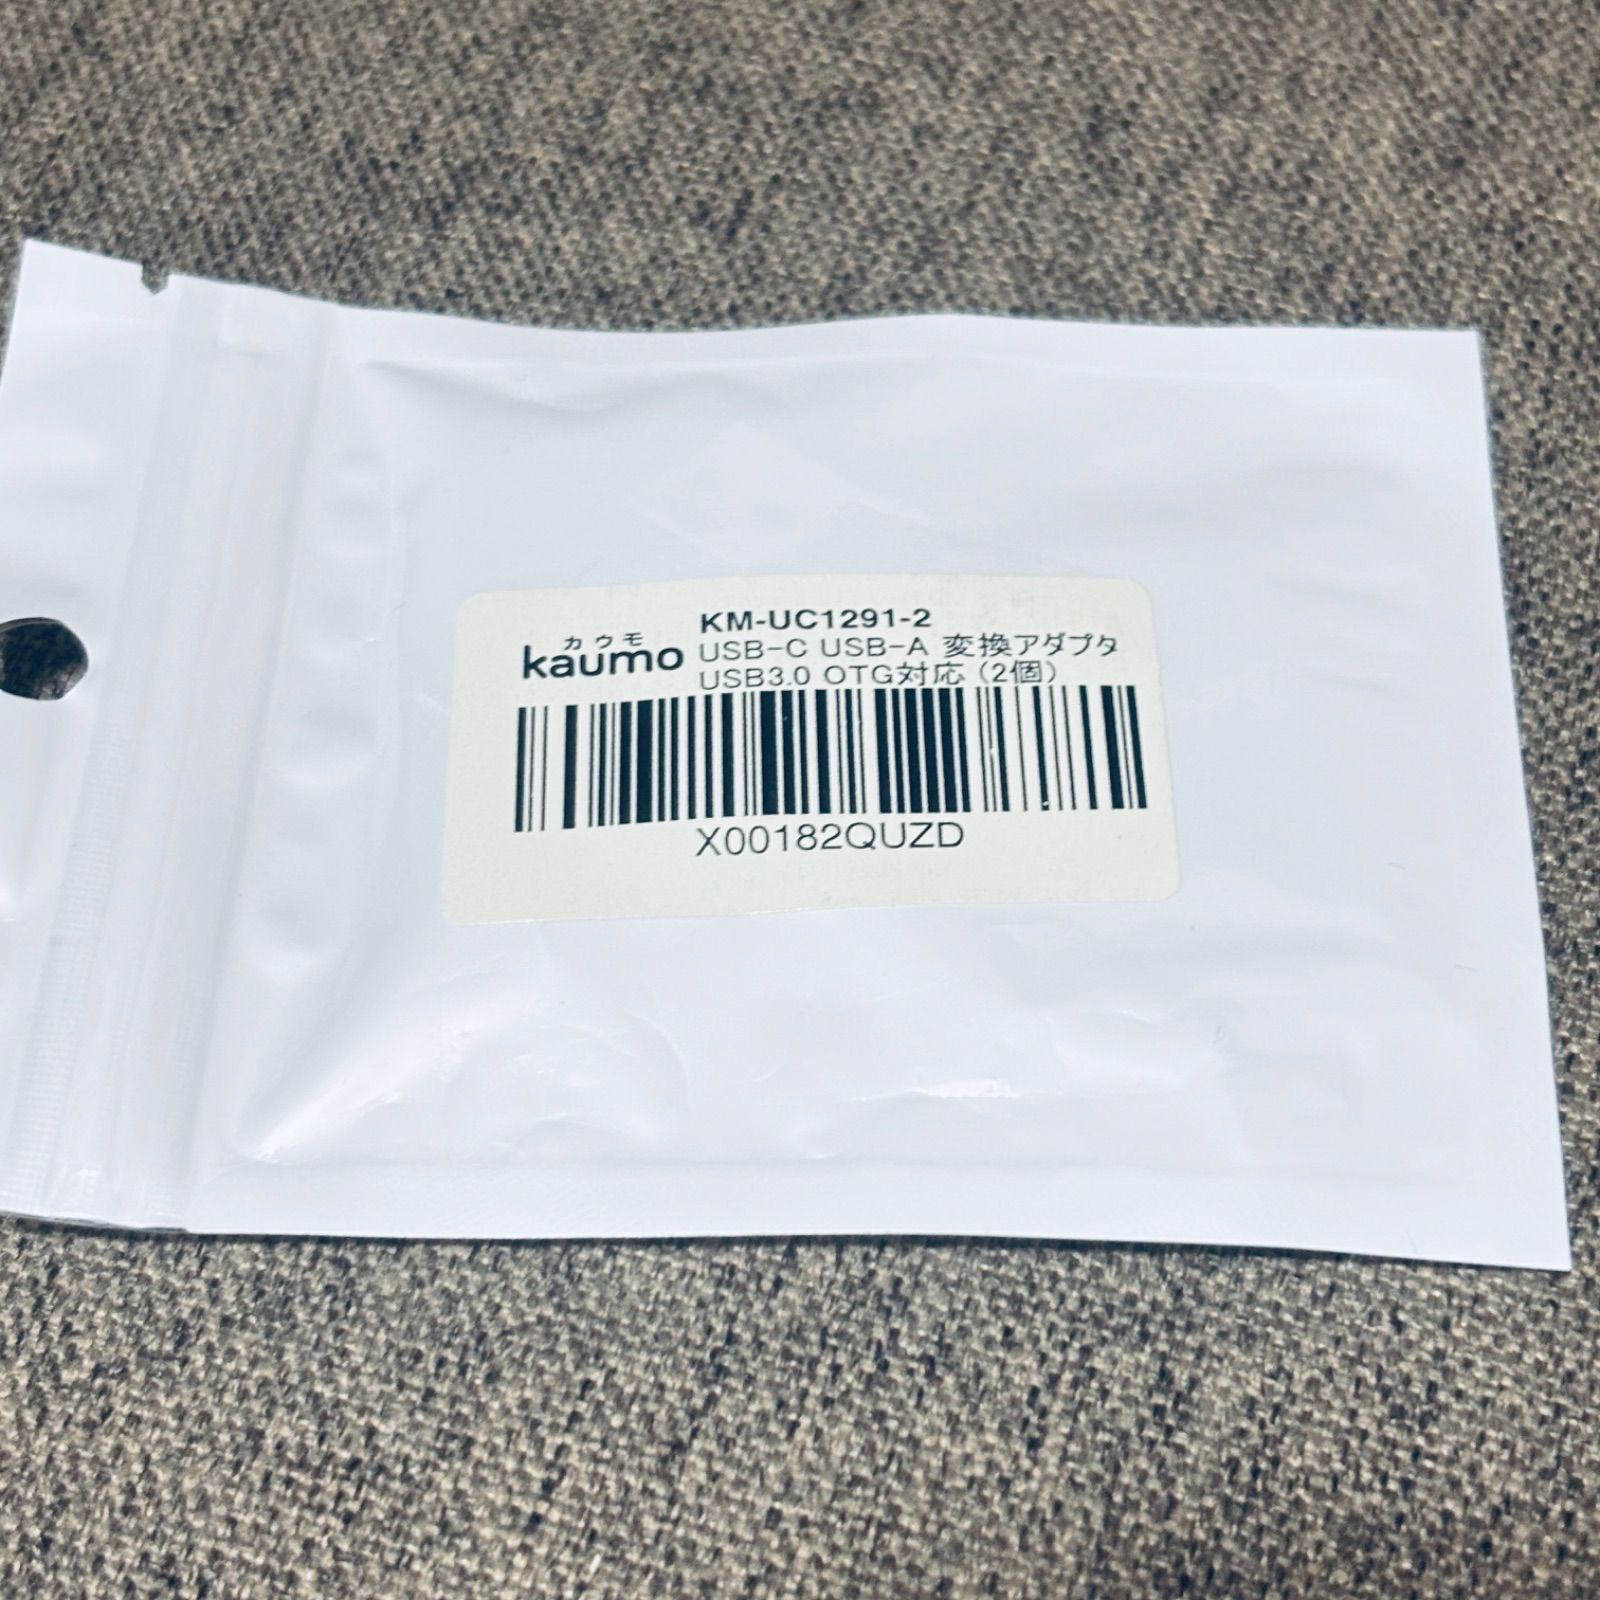 KM-UC1291-2
カウモ
kaumo
USB-C USB-A 変換アダプタ
USB3.0 OTG対応 (2個)
X00182QUZD